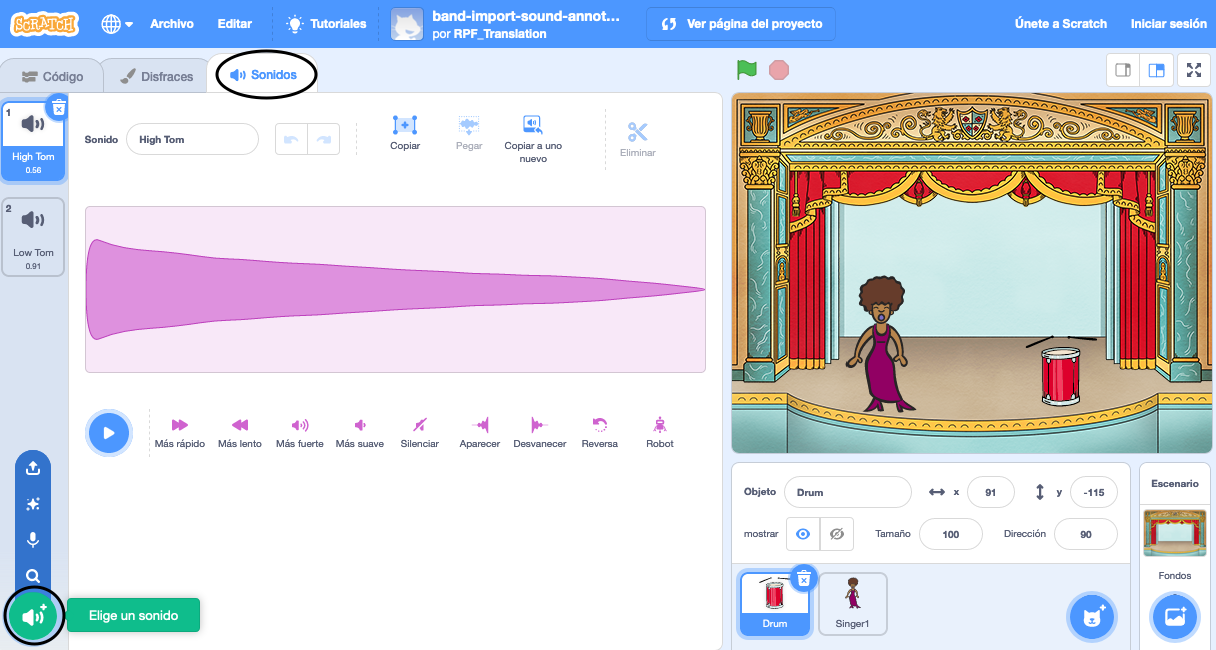 SCRATCH
Archivo
Editar
Tutoriales
band-import-sound-annot...
por RPF_Translation
Ver página del proyecto
Únete a Scratch
Iniciar sesión
Código
Disfraces
Sonidos
1
High Tom
0.56
2
Low Tom
0.91
Sonido
High Tom
Copiar
Pegar
Copiar a uno
nuevo
Eliminar
Más rápido
Más lento
Más fuerte
Más suave
Silenciar
Aparecer
Desvanecer
Reversa
Robot
Elige un sonido
Objeto
Drum
x
91
y
-115
mostrar
Tamaño
100
Dirección
90
Drum
Singer1
Escenario
Fondos